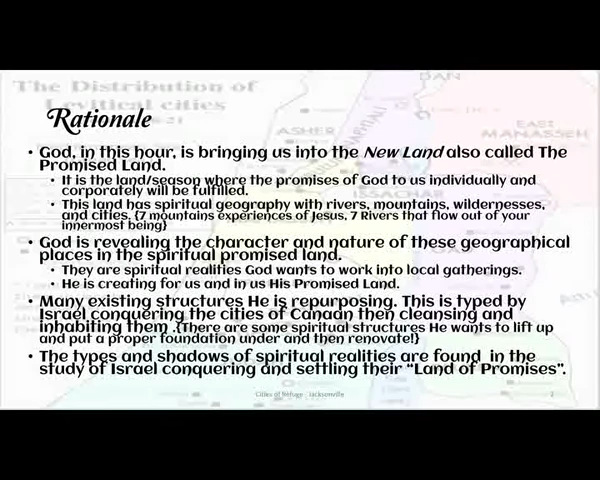 The Distribution of
Levitical cities
DAN
Rationale
ASHER
EAST
MANASSEH
Naphtali
• God, in this hour, is bringing us into the New Land also called The
Promised Land.
• It is the land/season where the promises of God to us individually and
corporately will be fulfilled.
ISSACHAR
• This land has spiritual geography with rivers, mountains, wildernesses,
and cities. {7 mountains experiences of Jesus, 7 Rivers that flow out of your
innermost being}
• God is revealing the character and nature of these geographical
places in the spiritual promised land.
GAD
• They are spiritual realities God wants to work into local gatherings.
• He is creating for us and in us His Promised Land.
• Many existing structures He is repurposing. This is typed by
Israel conquering the cities of Canaan then cleansing and
inhabiting them .{There are some spiritual structures He wants to lift up
and put a proper foundation under and then renovate!}
• The types and shadows of spiritual realities are found in the
study of Israel conquering and settling their “Land of Promises”.
Cities of Refuge - Jacksonville
2